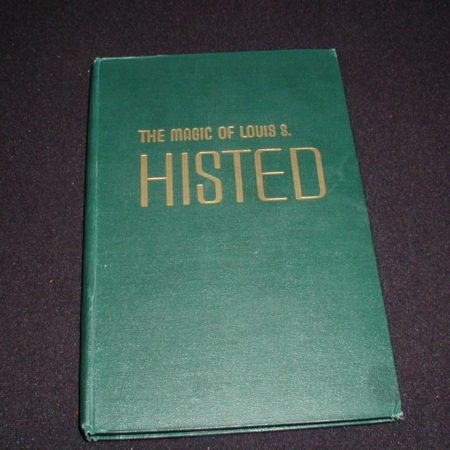 THE MAGIC OF LOUIS S.
HISTED